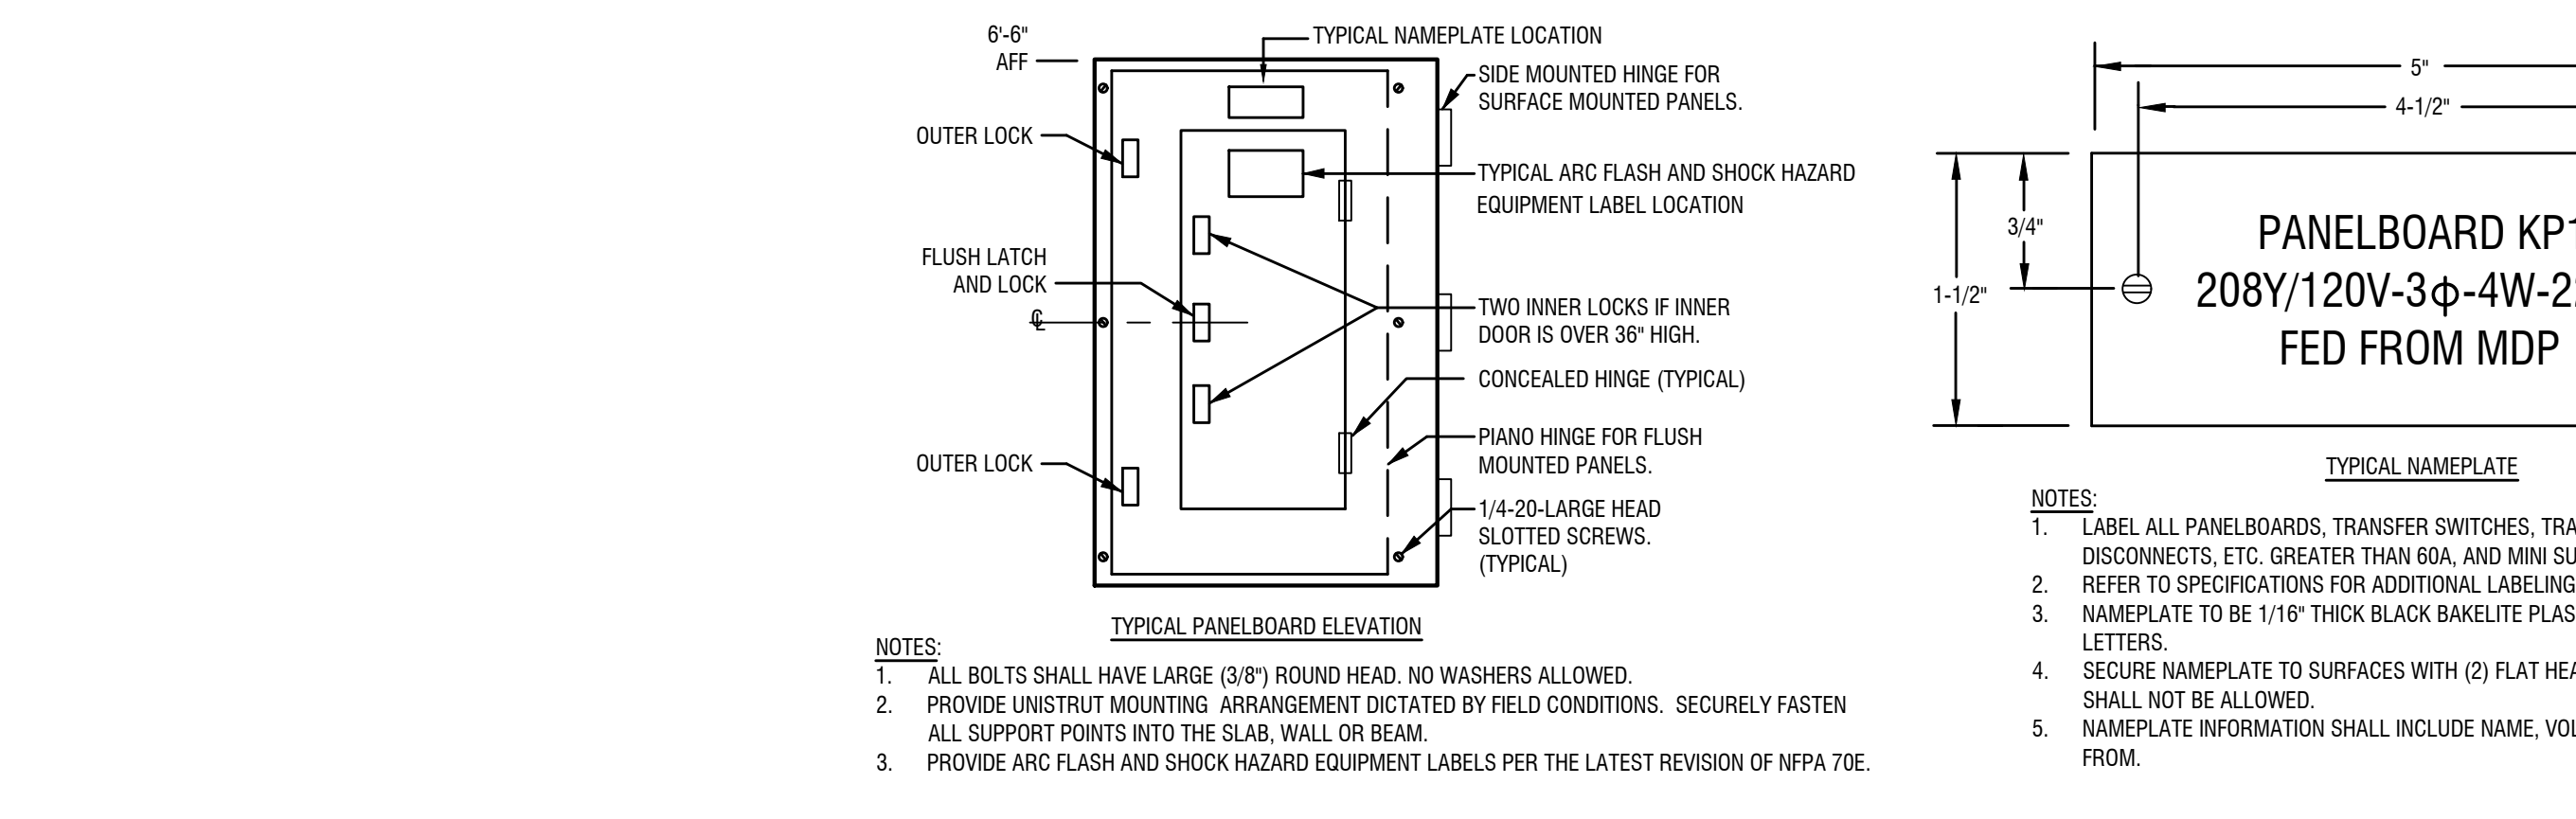 6'-6"
AFF
TYPICAL NAMEPLATE LOCATION
SIDE MOUNTED HINGE FOR
SURFACE MOUNTED PANELS.
OUTER LOCK
TYPICAL ARC FLASH AND SHOCK HAZARD
EQUIPMENT LABEL LOCATION
FLUSH LATCH
AND LOCK
℄
TWO INNER LOCKS IF INNER
DOOR IS OVER 36" HIGH.
CONCEALED HINGE (TYPICAL)
PIANO HINGE FOR FLUSH
MOUNTED PANELS.
OUTER LOCK
1/4-20-LARGE HEAD
SLOTTED SCREWS.
(TYPICAL)
TYPICAL PANELBOARD ELEVATION
NOTES:
1. ALL BOLTS SHALL HAVE LARGE (3/8") ROUND HEAD. NO WASHERS ALLOWED.
2. PROVIDE UNISTRUT MOUNTING ARRANGEMENT DICTATED BY FIELD CONDITIONS. SECURELY FASTEN
ALL SUPPORT POINTS INTO THE SLAB, WALL OR BEAM.
3. PROVIDE ARC FLASH AND SHOCK HAZARD EQUIPMENT LABELS PER THE LATEST REVISION OF NFPA 70E.
5"
4-1/2"
3/4"
1-1/2"
PANELBOARD KP1
208Y/120V-3ϕ-4W-2
FED FROM MDP
TYPICAL NAMEPLATE
NOTES:
1. LABEL ALL PANELBOARDS, TRANSFER SWITCHES, TRA
DISCONNECTS, ETC. GREATER THAN 60A, AND MINI SU
2. REFER TO SPECIFICATIONS FOR ADDITIONAL LABELING
3. NAMEPLATE TO BE 1/16" THICK BLACK BAKELITE PLAS
LETTERS.
4. SECURE NAMEPLATE TO SURFACES WITH (2) FLAT HEA
SHALL NOT BE ALLOWED.
5. NAMEPLATE INFORMATION SHALL INCLUDE NAME, VOL
FROM.